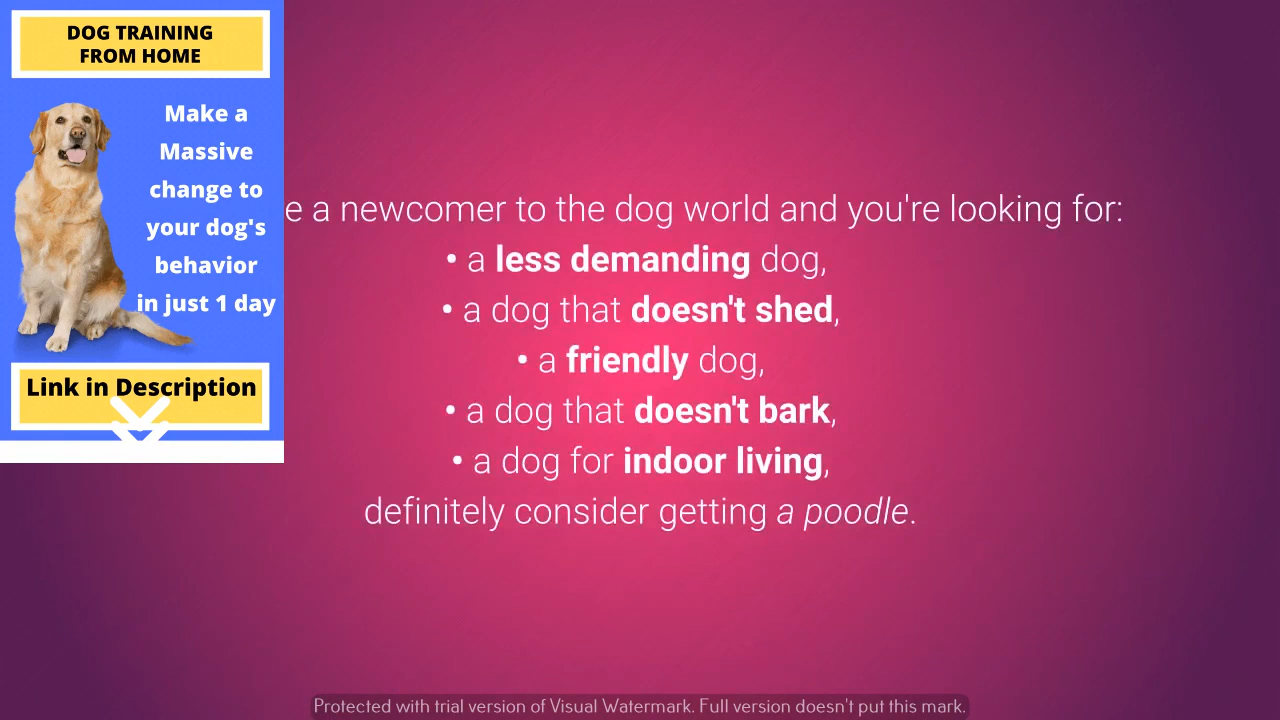 DOG TRAINING
FROM HOME
Make a
Massive
change to
your dog's
behavior
in just 1 day
Link in Description
e a newcomer to the dog world and you're looking for:
• a less demanding dog,
• a dog that doesn't shed,
• a friendly dog,
• a dog that doesn't bark,
• a dog for indoor living,
definitely consider getting a poodle.
Protected with trial version of Visual Watermark. Full version doesn't put this mark.